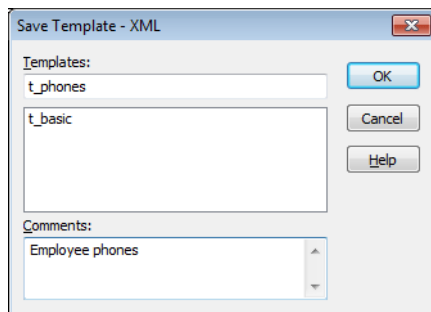 Save Template - XML
Templates:
t_phones
OK
t_basic
Cancel
Help
Comments:
Employee phones